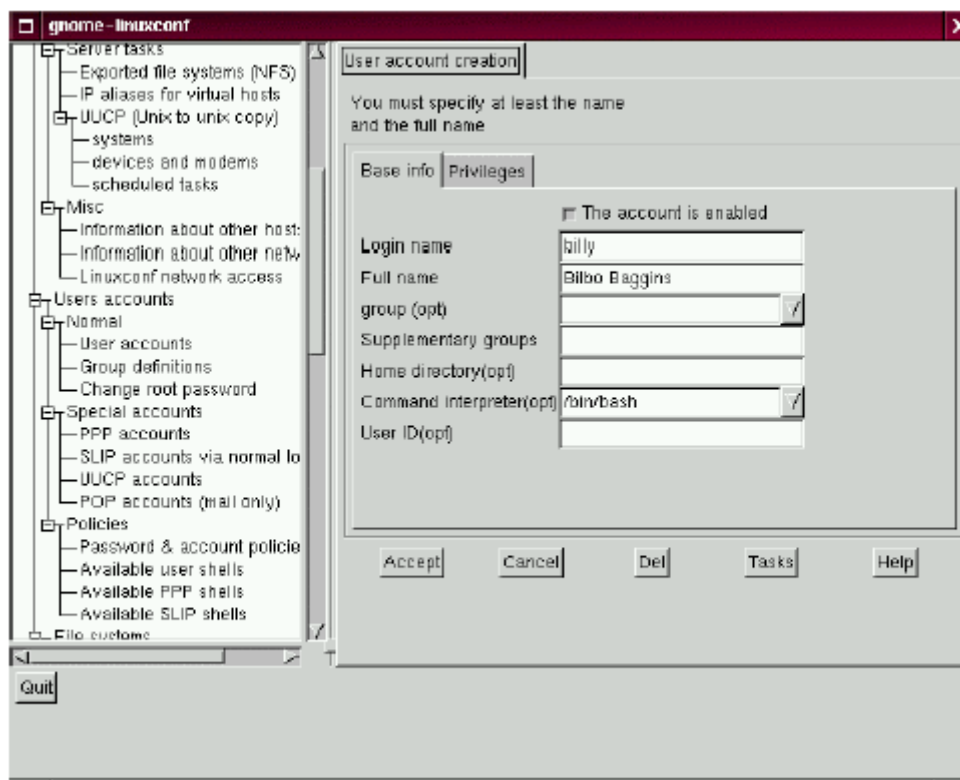 gnome-linuxconf
Server tasks
Exported file systems (NFS)
IP aliases for virtual hosts
UUCP (Unix to unix copy)
systems
devices and modems
scheduled tasks
Misc
Information about other hosts
Information about other netw
Linuxconf network access
Users accounts
Normal
User accounts
Group definitions
Change root password
Special accounts
PPP accounts
SLIP accounts via normal lo
UUCP accounts
POP accounts (mail only)
Policies
Password & account policie
Available user shells
Available PPP shells
Available SLIP shells
File systems
Quit
User account creation
You must specify at least the name
and the full name
Base info Privileges
The account is enabled
Login name billy
Full name Bilbo Baggins
group (opt)
Supplementary groups
Home directory(opt)
Command interpreter(opt) /bin/bash
User ID(opt)
Accept Cancel Del Tasks Help